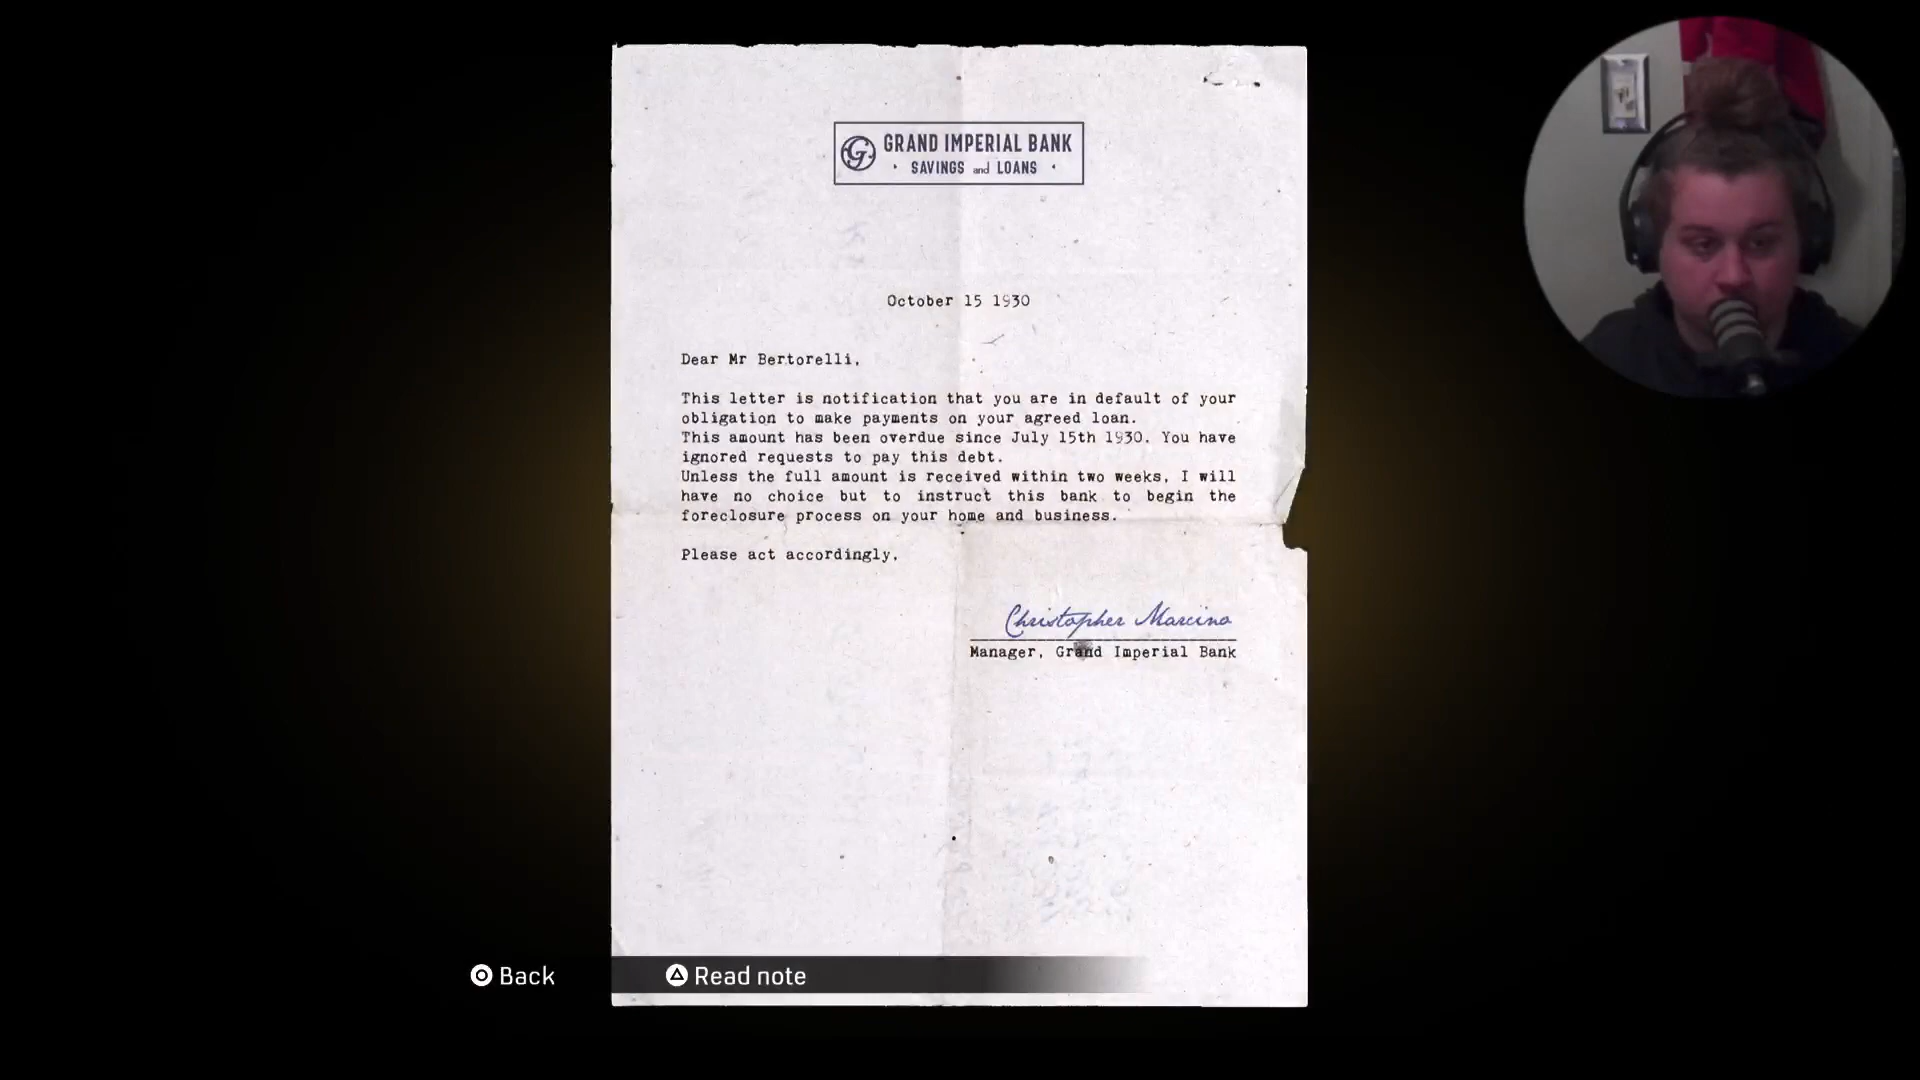 GRAND IMPERIAL BANK
· SAVINGS and LOANS ·
October 15 1930
Dear Mr Bertorelli,
This letter is notification that you are in default of your
obligation to make payments on your agreed loan.
This amount has been overdue since July 15th 1930. You have
ignored requests to pay this debt.
Unless the full amount is received within two weeks, I will
have no choice but to instruct this bank to begin the
foreclosure process on your home and business.
Please act accordingly,
Christopher Marcino
Manager, Grand Imperial Bank
Back
Read note